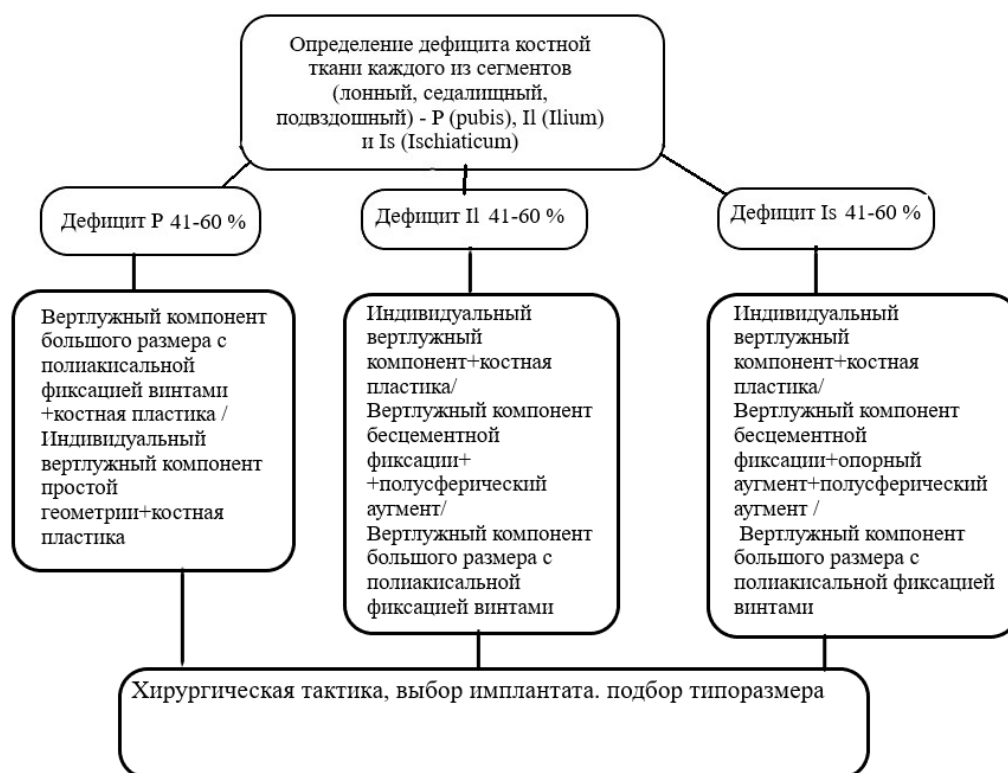 Определение дефицита костной
ткани каждого из сегментов
(лонный, седалищный,
подвздошный) - P (pubis), Il (Ilium)
и Is (Ischiaticum)
Дефицит P 41-60 %
Дефицит Il 41-60 %
Дефицит Is 41-60 %
Вертлужный компонент
большого размера с
полиакисальной
фиксацией винтами
+костная пластика /
Индивидуальный
вертлужный компонент
простой
геометрии+костная
пластика
Индивидуальный
вертлужный
компонент+костная
пластика/
Вертлужный компонент
бесцементной
фиксации+
+полусферический
аугмент/
Вертлужный компонент
большого размера с
полиакисальной
фиксацией винтами
Индивидуальный
вертлужный
компонент+костная
пластика/
Вертлужный компонент
бесцементной
фиксации+опорный
аугмент+полусферический
аугмент /
Вертлужный компонент
большого размера с
полиакисальной фиксацией
винтами
Хирургическая тактика, выбор имплантата. подбор типоразмера